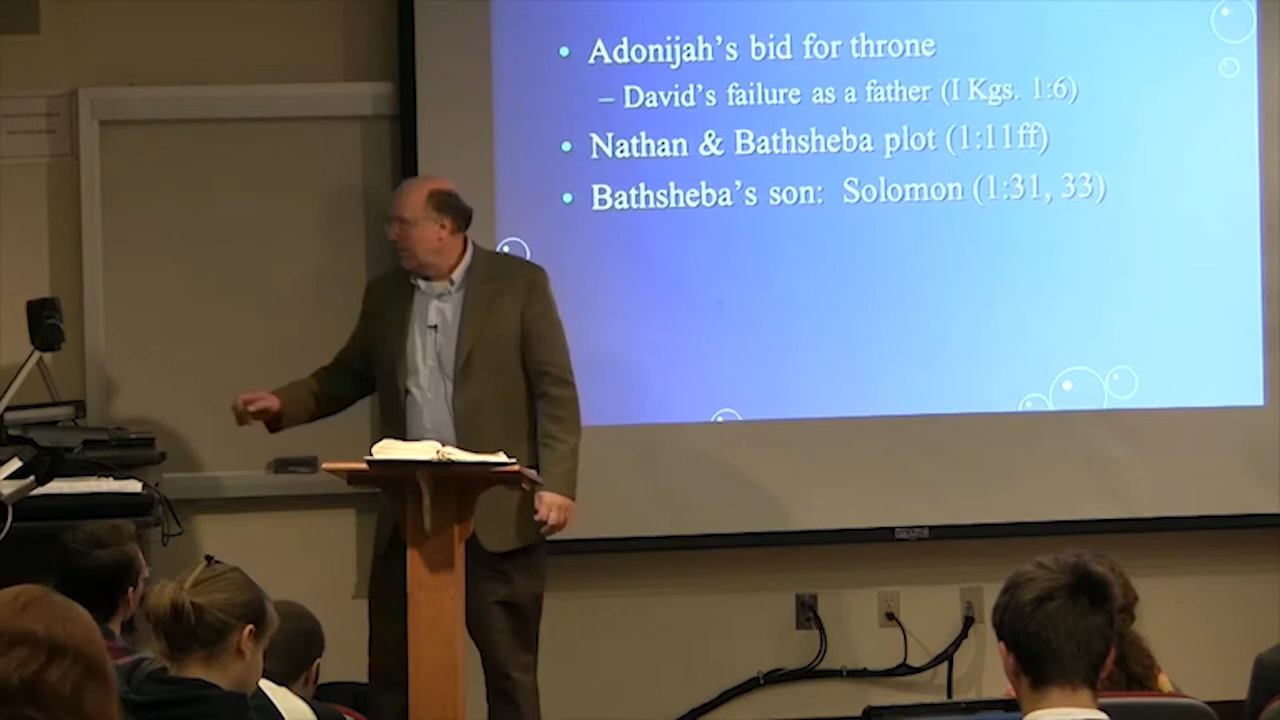 • Adonijah's bid for throne
– David's failure as a father (I Kgs. 1:6)
• Nathan & Bathsheba plot (1:11ff)
• Bathsheba's son: Solomon (1:31, 33)